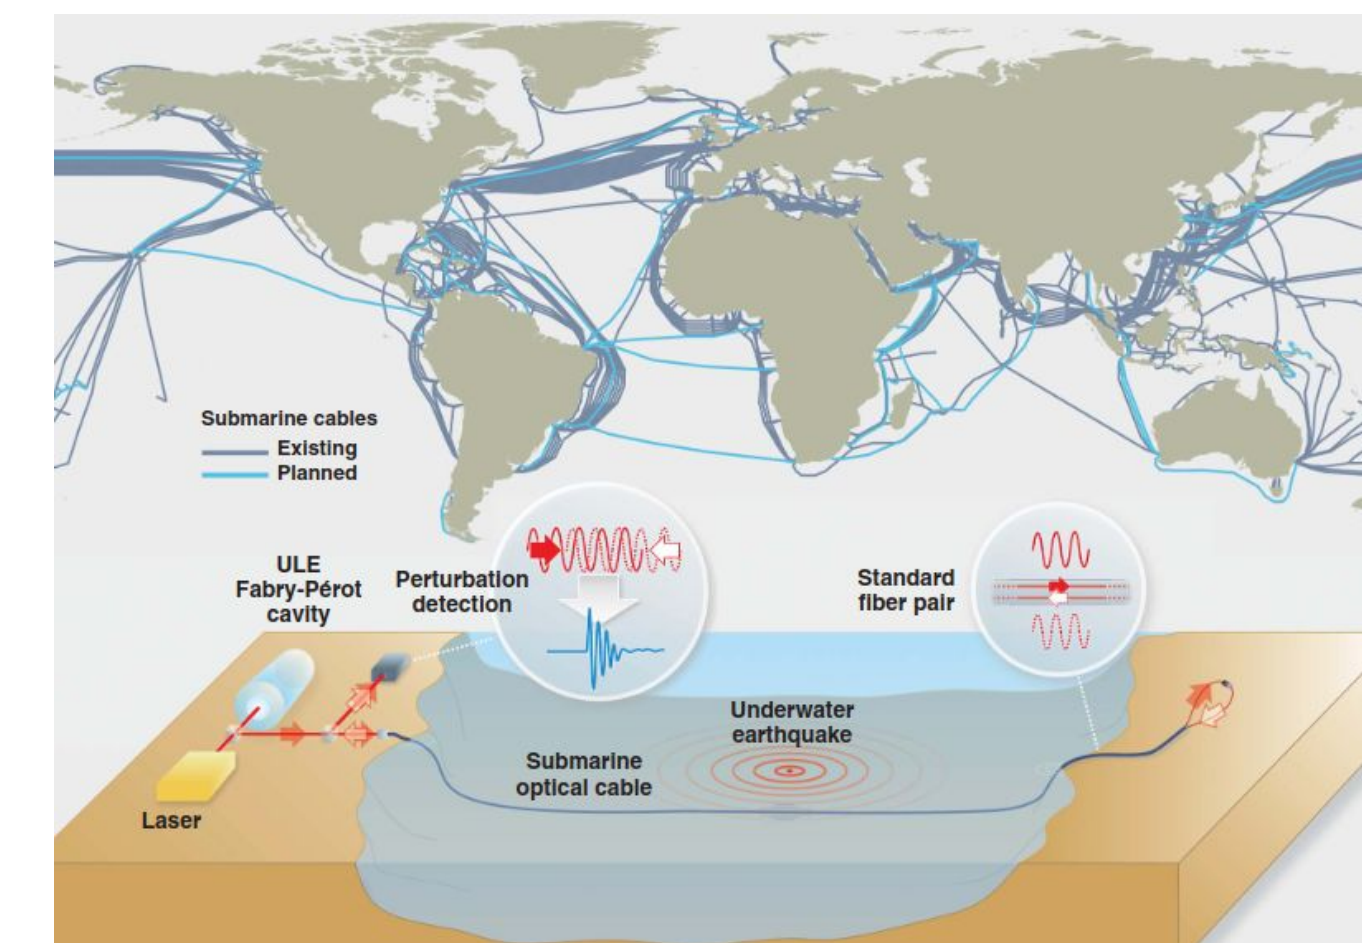 Submarine cables
Existing
Planned
ULE
Fabry-Pérot
cavity
Perturbation
detection
Standard
fiber pair
Underwater
earthquake
Submarine
optical cable
Laser